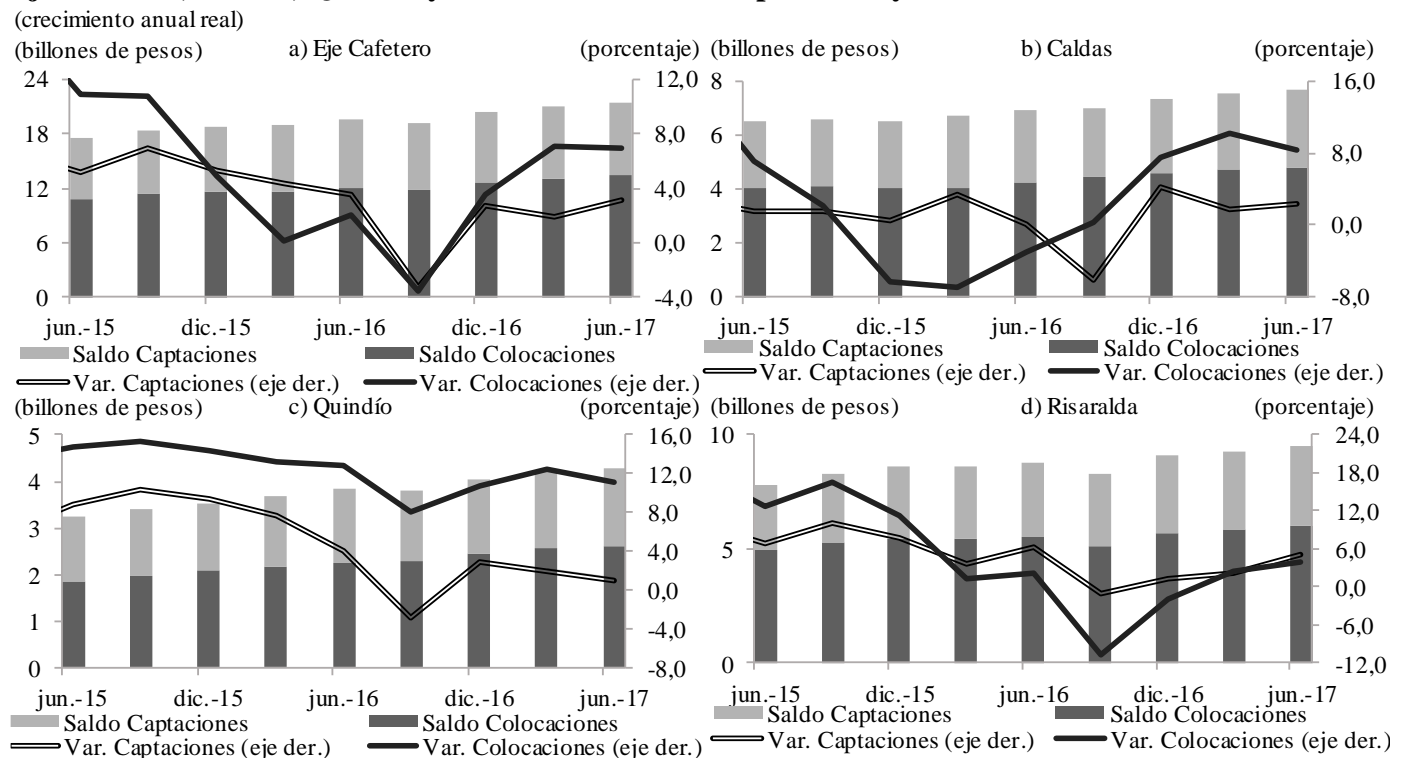 (crecimiento anual real)
(billones de pesos) a) Eje Cafetero (porcentaje)
24 12,0
18 8,0
12 4,0
6 0,0
0 -4,0
jun.-15 dic.-15 jun.-16 dic.-16 jun.-17
Saldo Captaciones Saldo Colocaciones
Var. Captaciones (eje der.) Var. Colocaciones (eje der.)
(billones de pesos) b) Caldas (porcentaje)
8 16,0
6 8,0
4 0,0
2
0 -8,0
jun.-15 dic.-15 jun.-16 dic.-16 jun.-17
Saldo Captaciones Saldo Colocaciones
Var. Captaciones (eje der.) Var. Colocaciones (eje der.)
(billones de pesos) c) Quindío (porcentaje)
5 16,0
4 12,0
3 8,0
2 4,0
1 0,0
0 -4,0
-8,0
jun.-15 dic.-15 jun.-16 dic.-16 jun.-17
Saldo Captaciones Saldo Colocaciones
Var. Captaciones (eje der.) Var. Colocaciones (eje der.)
(billones de pesos) d) Risaralda (porcentaje)
10 24,0
18,0
12,0
5 6,0
0,0
-6,0
0 -12,0
jun.-15 dic.-15 jun.-16 dic.-16 jun.-17
Saldo Captaciones Saldo Colocaciones
Var. Captaciones (eje der.) Var. Colocaciones (eje der.)